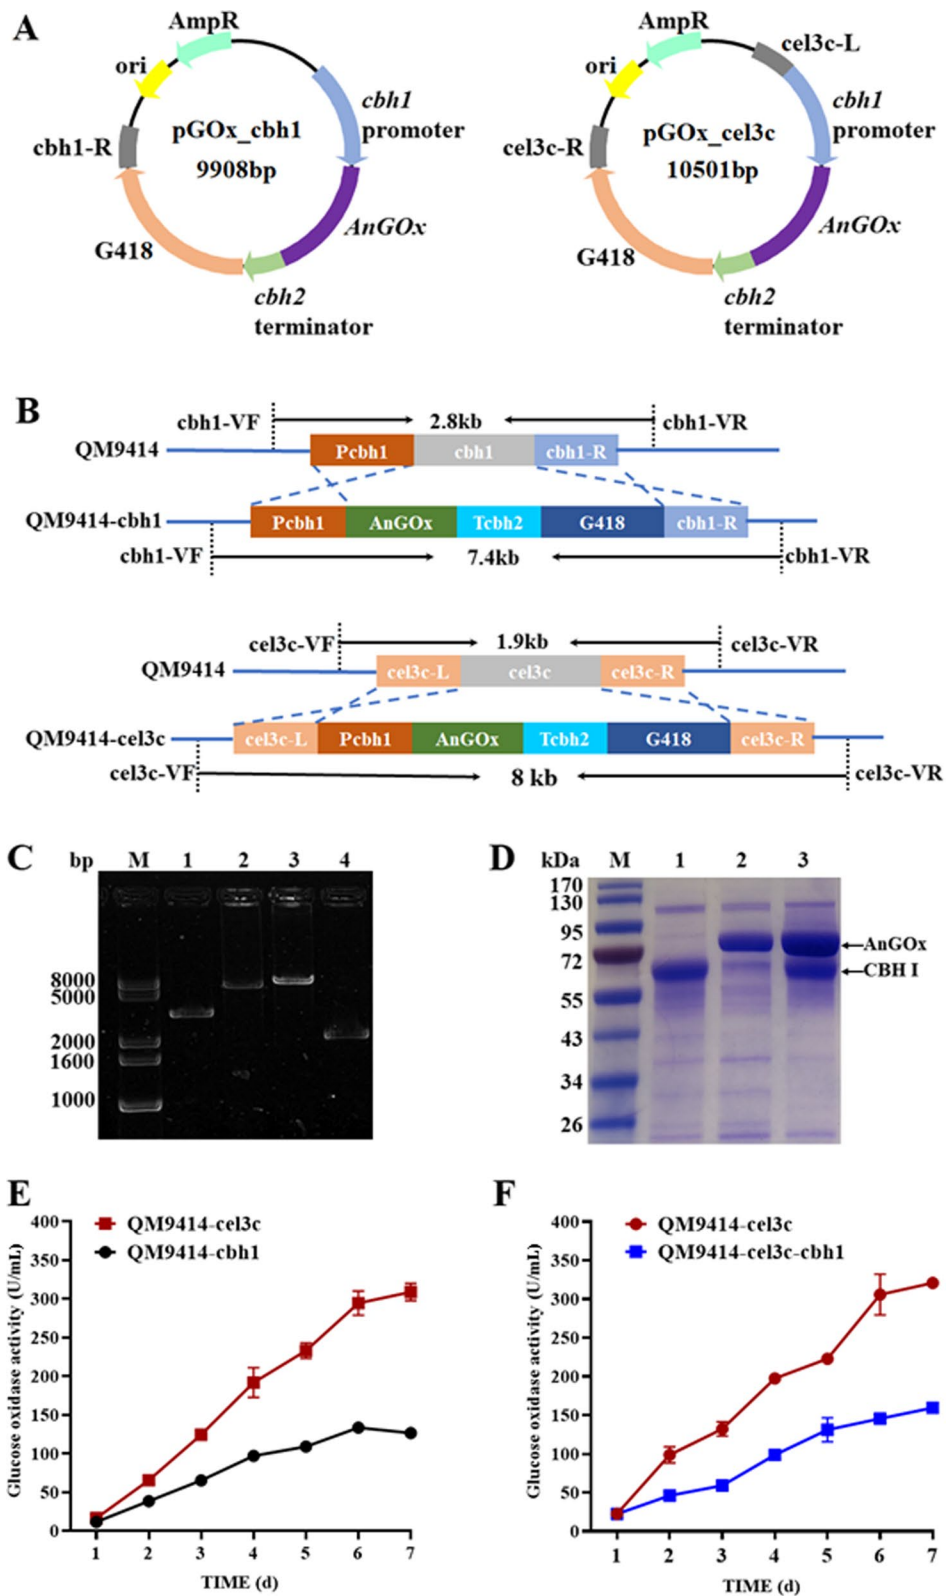 A
AmpR
ori
cbh1
promoter
cbh1-R
pGOx_cbh1
9908bp
AnGOx
G418
cbh2
terminator
AmpR
cel3c-L
ori
cbh1
promoter
cel3c-R
pGOx_cel3c
10501bp
AnGOx
G418
cbh2
terminator
B
cbh1-VF 2.8kb cbh1-VR
QM9414 Pcbh1 cbh1 cbh1-R
QM9414-cbh1 Pcbh1 AnGOx Tcbh2 G418 cbh1-R
cbh1-VF 7.4kb cbh1-VR
cel3c-VF 1.9kb cel3c-VR
QM9414 cel3c-L cel3c cel3c-R
QM9414-cel3c cel3c-L Pcbh1 AnGOx Tcbh2 G418 cel3c-R
cel3c-VF 8 kb cel3c-VR
C
bp M 1 2 3 4
8000
5000
2000
1600
1000
D
kDa M 1 2 3
170
130
95
72
55
43
34
26
AnGOx
CBH I
E
QM9414-cel3c
QM9414-cbh1
Glucose oxidase activity (U/mL)
400
350
300
250
200
150
100
50
0
1 2 3 4 5 6 7
TIME (d)
F
QM9414-cel3c
QM9414-cel3c-cbh1
Glucose oxidase activity (U/mL)
400
350
300
250
200
150
100
50
0
1 2 3 4 5 6 7
TIME (d)